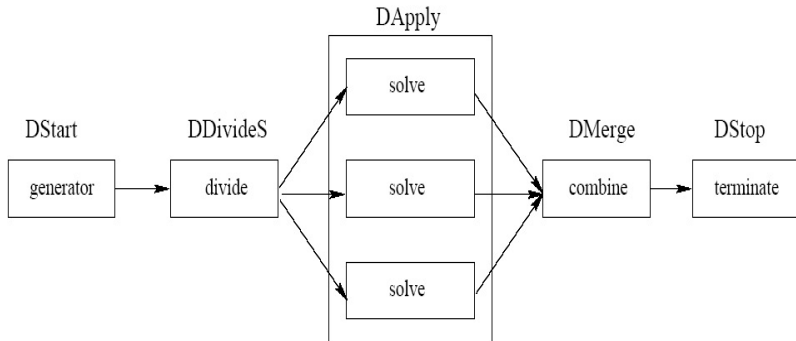 DApply
solve
DStart
DDivideS
DMerge
DStop
generator
divide
solve
combine
terminate
solve